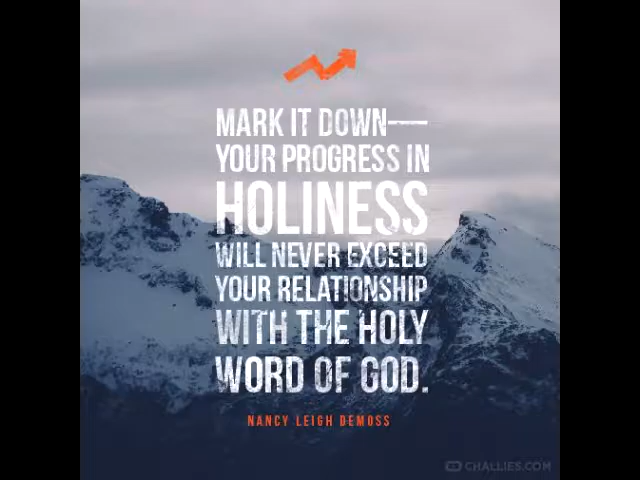 MARK IT DOWN—
YOUR PROGRESS IN
HOLINESS
WILL NEVER EXCEED
YOUR RELATIONSHIP
WITH THE HOLY
WORD OF GOD.
NANCY LEIGH DEMOSS
CHALLIES.COM